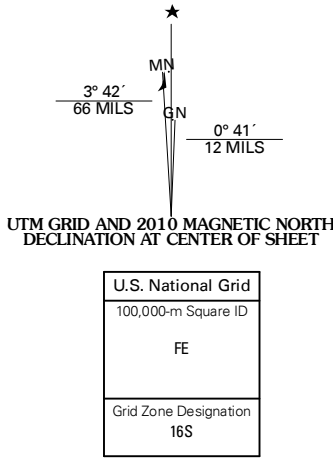 MN
3° 42´
66 MILS
GN
0° 41´
12 MILS
UTM GRID AND 2010 MAGNETIC NORTH
DECLINATION AT CENTER OF SHEET
U.S. National Grid
100,000-m Square ID
FE
Grid Zone Designation
16S